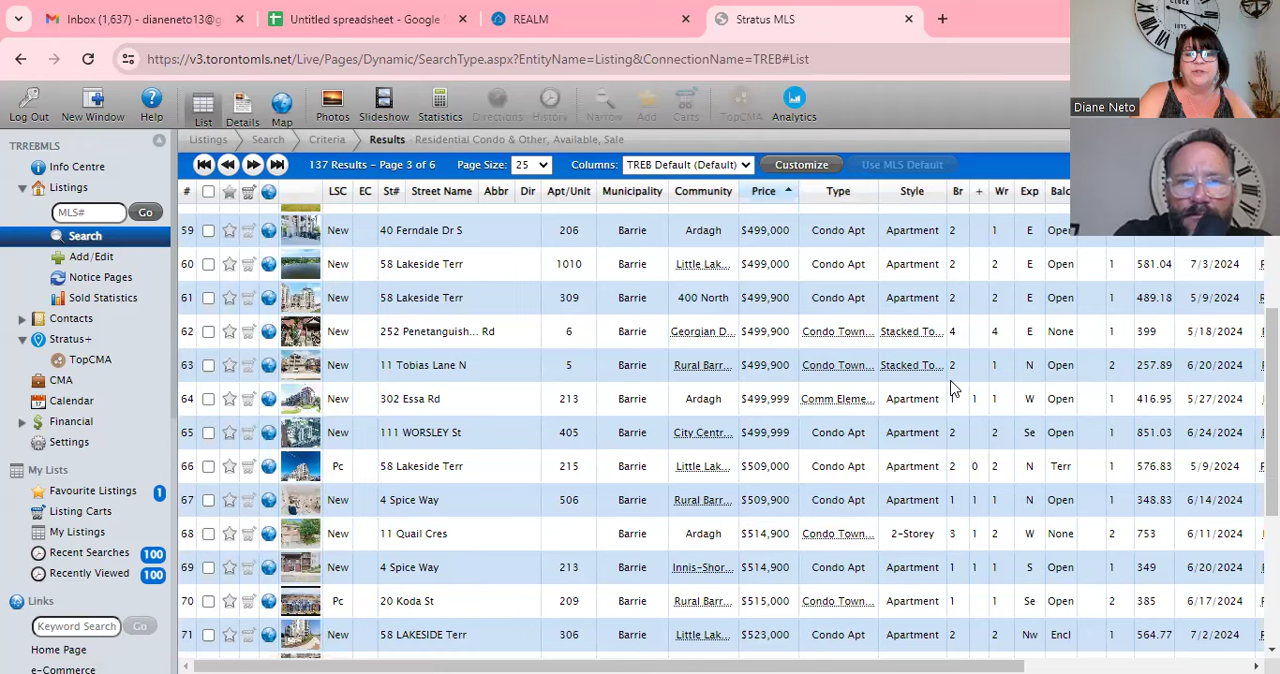 Inbox (1,637) - dianeneto13@g
Untitled spreadsheet - Google
REALM
Stratus MLS
https://v3.torontomls.net/Live/Pages/Dynamic/SearchType.aspx?EntityName=Listing&ConnectionName=TREB#List
Diane Neto
Log Out New Window Help List Details Map Photos Slideshow Statistics Directions History Narrow Add Carts TopCMA Analytics
TRREBMLS
Listings Search Criteria Results - Residential Condo & Other, Available, Sale
137 Results - Page 3 of 6 Page Size: 25 Columns: TREB Default (Default) Customize Use MLS Default
Info Centre
Listings
MLS# Go
Search
Add/Edit
Notice Pages
Sold Statistics
Contacts
Stratus+
TopCMA
CMA
Calendar
Financial
Settings
My Lists
Favourite Listings 1
Listing Carts
My Listings
Recent Searches 100
Recently Viewed 100
Links
Keyword Search Go
Home Page
e-Commerce
# LSC EC St# Street Name Abbr Dir Apt/Unit Municipality Community Price Type Style Br + Wr Exp Balc
59 New 40 Ferndale Dr S 206 Barrie Ardagh $499,000 Condo Apt Apartment 2 1 E Open
60 New 58 Lakeside Terr 1010 Barrie Little Lak... $499,000 Condo Apt Apartment 2 2 E Open 1 581.04 7/3/2024
61 New 58 Lakeside Terr 309 Barrie 400 North $499,900 Condo Apt Apartment 2 2 E Open 1 489.18 5/9/2024
62 New 252 Penetanguish... Rd 6 Barrie Georgian D... $499,900 Condo Town... Stacked To... 4 4 E None 1 399 5/18/2024
63 New 11 Tobias Lane N 5 Barrie Rural Barr... $499,900 Condo Town... Stacked To... 2 1 N Open 2 257.89 6/20/2024
64 New 302 Essa Rd 213 Barrie Ardagh $499,999 Comm Eleme... Apartment 1 1 W Open 1 416.95 5/27/2024
65 New 111 WORSLEY St 405 Barrie City Centr... $499,999 Condo Apt Apartment 2 2 Se Open 1 851.03 6/24/2024
66 Pc 58 Lakeside Terr 215 Barrie Little Lak... $509,000 Condo Apt Apartment 2 0 2 N Terr 1 576.83 5/9/2024
67 New 4 Spice Way 506 Barrie Rural Barr... $509,900 Condo Apt Apartment 1 1 1 N Open 1 348.83 6/14/2024
68 New 11 Quail Cres Barrie Ardagh $514,900 Condo Town... 2-Storey 3 1 2 W None 2 753 6/11/2024
69 New 4 Spice Way 213 Barrie Innis-Shor... $514,900 Condo Apt Apartment 1 1 1 S Open 1 349 6/20/2024
70 Pc 20 Koda St 209 Barrie Rural Barr... $515,000 Condo Town... Apartment 1 1 Se Open 2 385 6/17/2024
71 New 58 LAKESIDE Terr 306 Barrie Little Lak... $523,000 Condo Apt Apartment 2 2 Nw Encl 1 564.77 7/2/2024